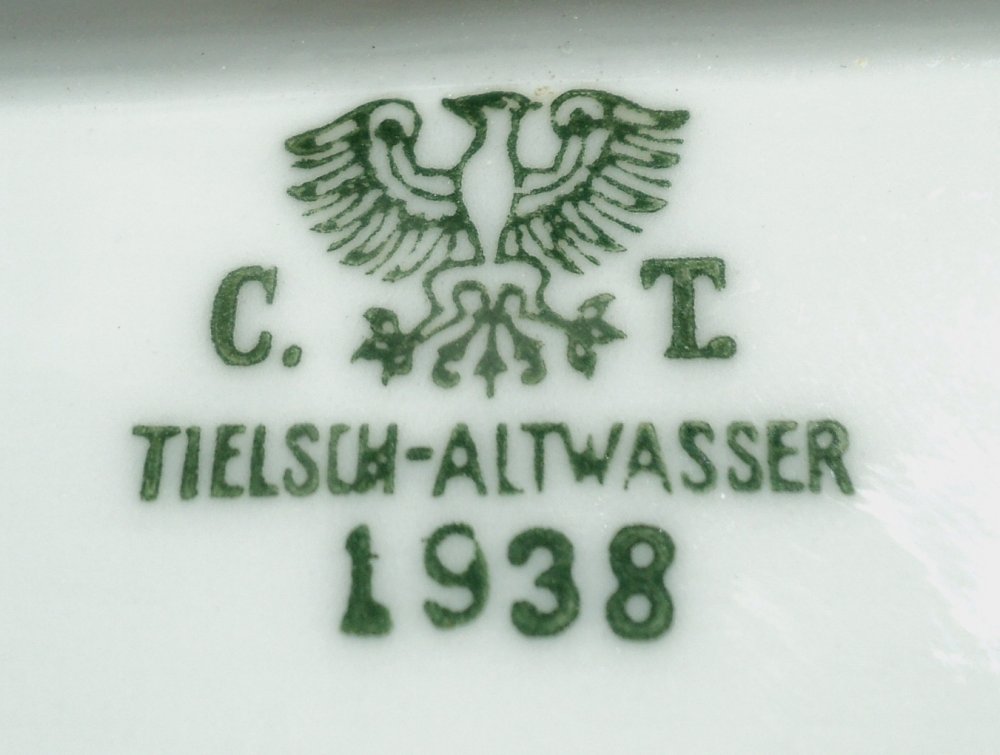 C. T.
TIELSCH-ALTWASSER
1938